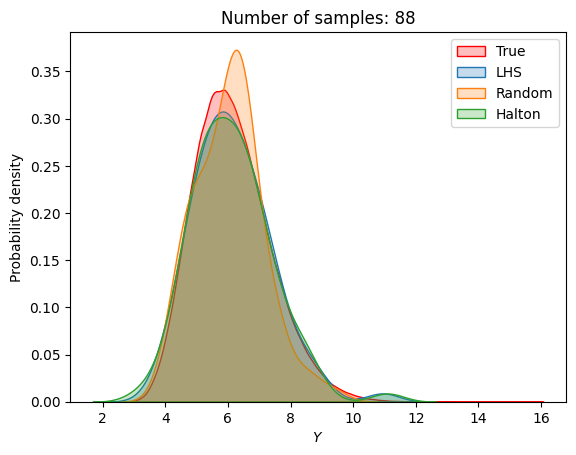 Number of samples: 88
True
LHS
Random
Halton
Probability density
0.35
0.30
0.25
0.20
0.15
0.10
0.05
0.00
2 4 6 8 10 12 14 16
Y